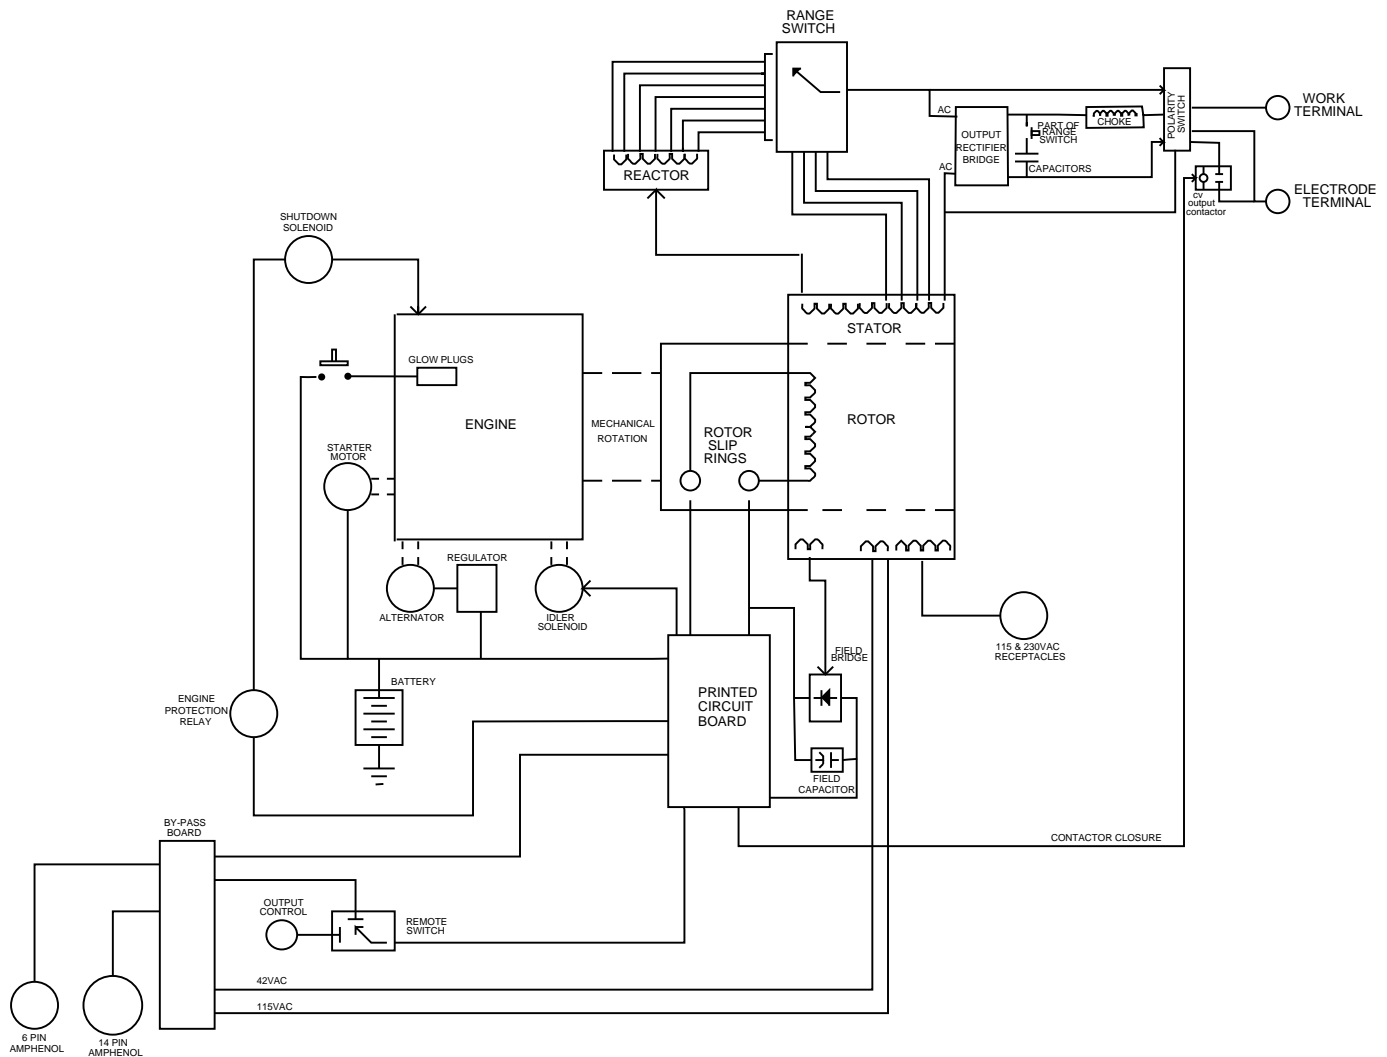 RANGE
SWITCH
WORK
TERMINAL
POLARITY
SWITCH
AC
CHOKE
OUTPUT
RECTIFIER
BRIDGE
PART OF
RANGE
SWITCH
CAPACITORS
AC
REACTOR
cv
output
contactor
ELECTRODE
TERMINAL
SHUTDOWN
SOLENOID
STATOR
GLOW PLUGS
ENGINE
MECHANICAL
ROTATION
ROTOR
SLIP
RINGS
ROTOR
STARTER
MOTOR
REGULATOR
ALTERNATOR
IDLER
SOLENOID
115 & 230VAC
RECEPTACLES
FIELD
BRIDGE
BATTERY
ENGINE
PROTECTION
RELAY
PRINTED
CIRCUIT
BOARD
FIELD
CAPACITOR
BY-PASS
BOARD
CONTACTOR CLOSURE
OUTPUT
CONTROL
REMOTE
SWITCH
42VAC
115VAC
6 PIN
AMPHENOL
14 PIN
AMPHENOL